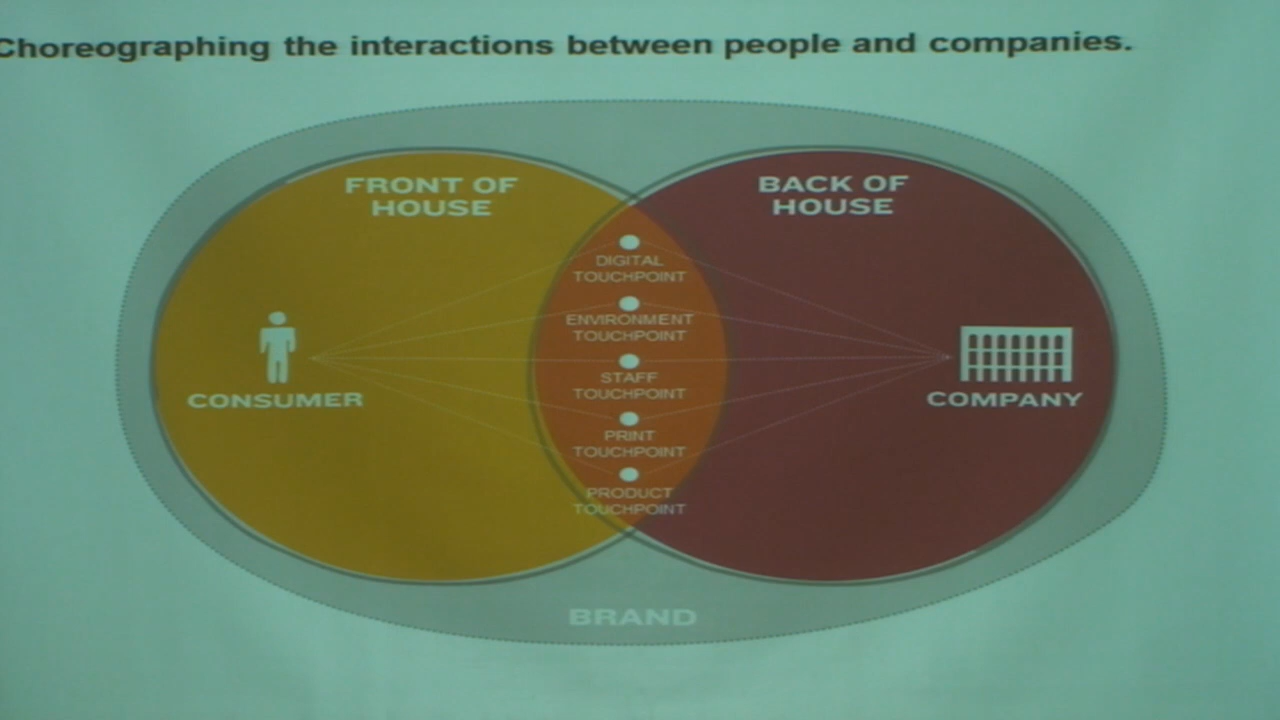 Choreographing the interactions between people and companies.
FRONT OF
HOUSE
BACK OF
HOUSE
DIGITAL
TOUCHPOINT
ENVIRONMENT
TOUCHPOINT
STAFF
TOUCHPOINT
PRINT
TOUCHPOINT
PRODUCT
TOUCHPOINT
CONSUMER
COMPANY
BRAND